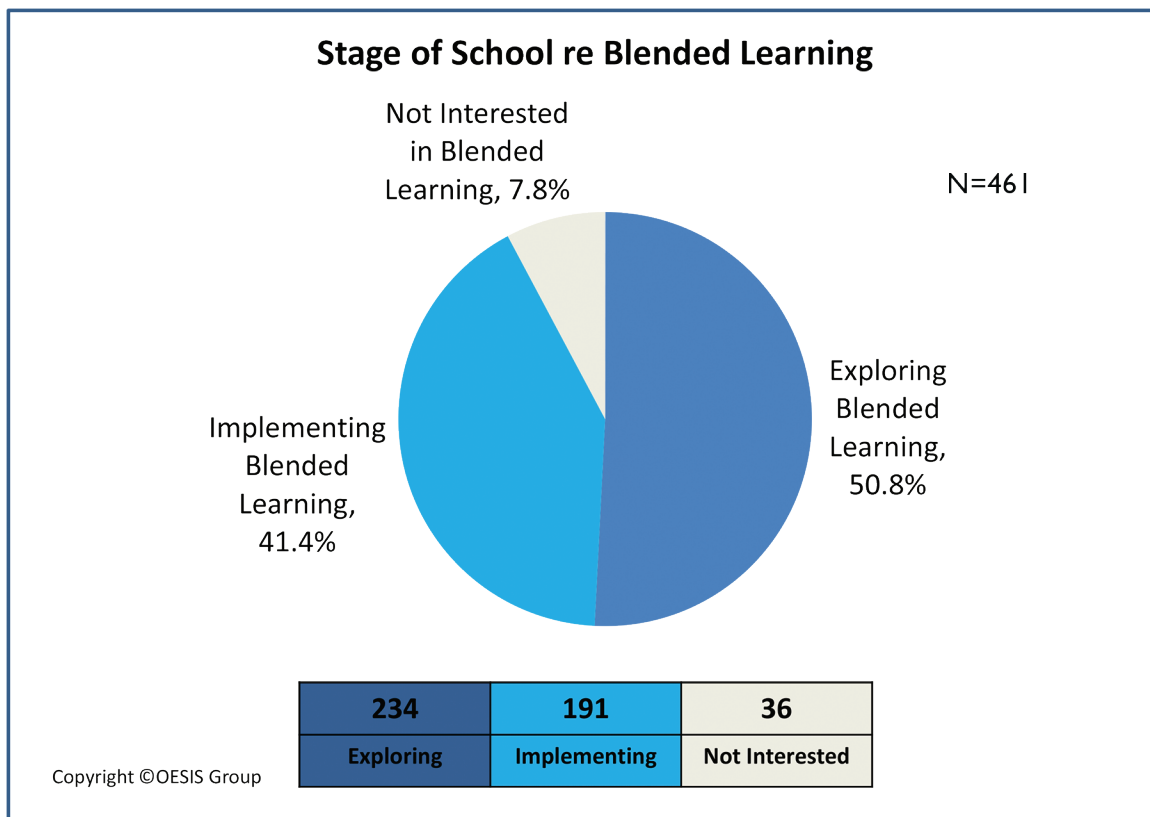 Stage of School re Blended Learning
Not Interested
in Blended
Learning, 7.8%
N=461
Exploring
Blended
Learning,
50.8%
Implementing
Blended
Learning,
41.4%
234 191 36
Exploring Implementing Not Interested
Copyright ©OESIS Group